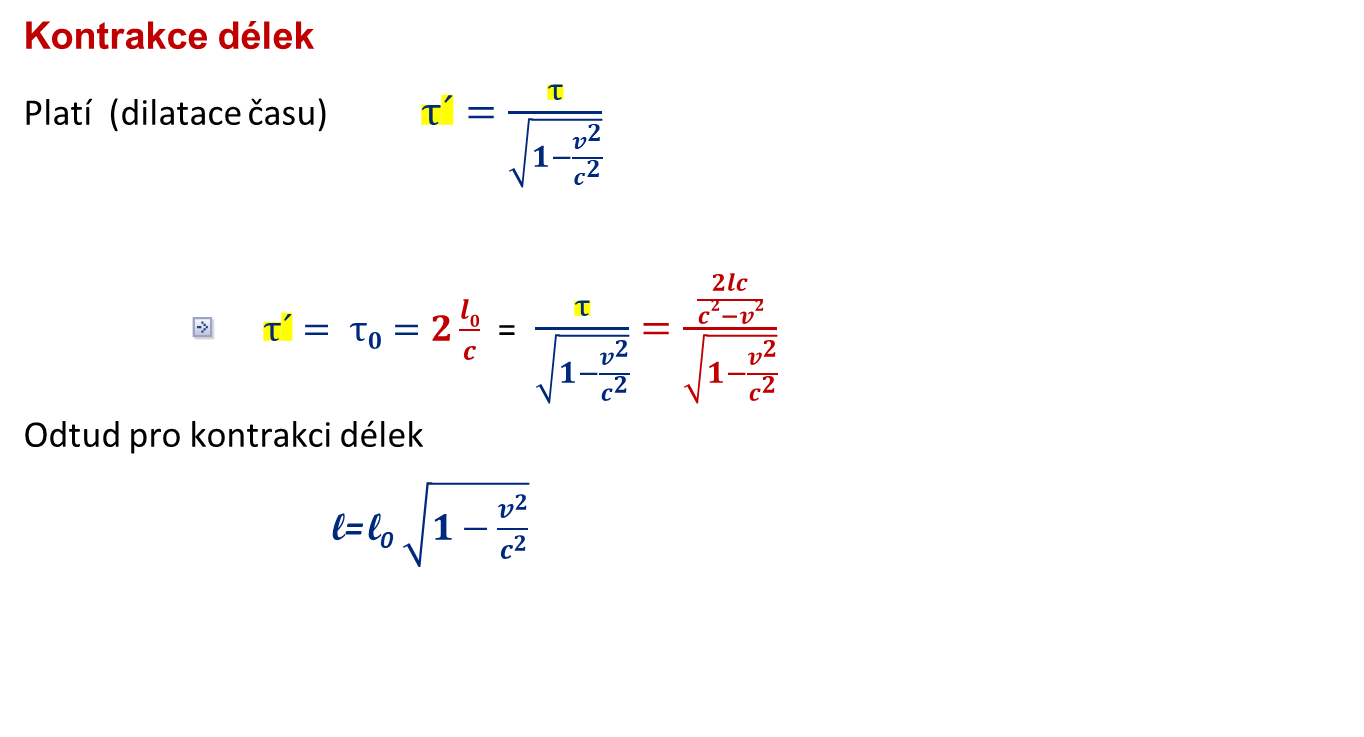 Kontrakce délek
Platí (dilatace času) τ´ = τ / √(1−v²/c²)
τ´ = τ₀ = 2 l₀/c = τ / √(1−v²/c²) = (2lc / (c²−v²)) / √(1−v²/c²)
Odtud pro kontrakci délek
ℓ=ℓ₀ √(1 − v²/c²)